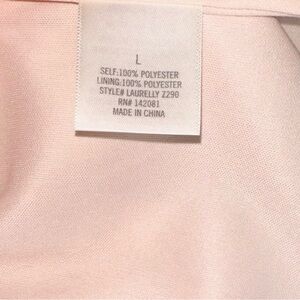 L
SELF:100% POLYESTER
LINING:100% POLYESTER
STYLE# LAURELLY Z290
RN# 142081
MADE IN CHINA